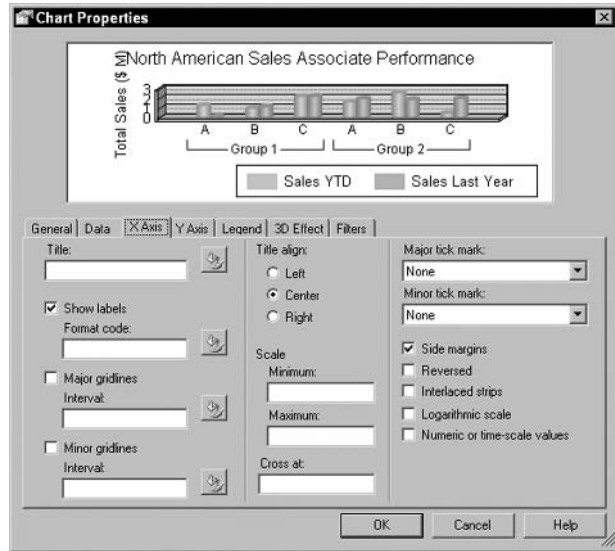 Chart Properties
North American Sales Associate Performance
Total Sales ($ M)
3
2
1
0
A B C A B C
Group 1 Group 2
Sales YTD Sales Last Year
General Data X Axis Y Axis Legend 3D Effect Filters
Title:
Show labels
Format code:
Major gridlines
Interval:
Minor gridlines
Interval:
Title align:
Left
Center
Right
Scale
Minimum:
Maximum:
Cross at:
Major tick mark:
None
Minor tick mark:
None
Side margins
Reversed
Interlaced strips
Logarithmic scale
Numeric or time-scale values
OK Cancel Help